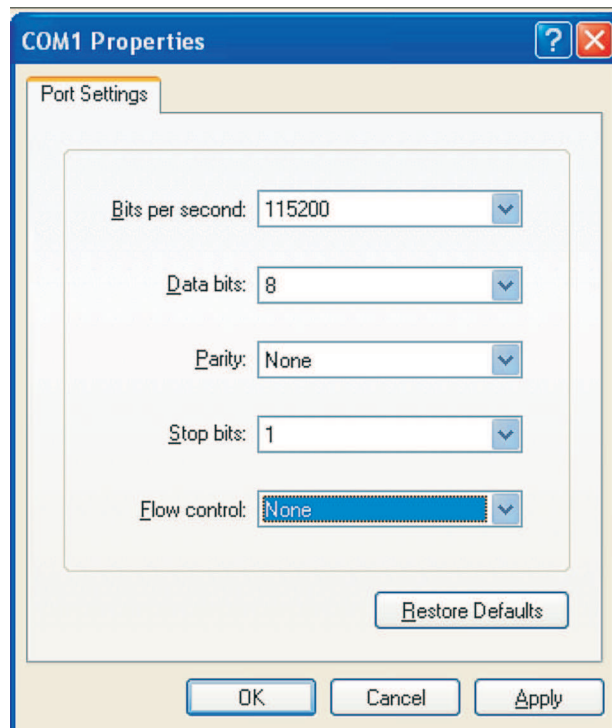 COM1 Properties
Port Settings
Bits per second: 115200
Data bits: 8
Parity: None
Stop bits: 1
Flow control: None
Restore Defaults
OK Cancel Apply